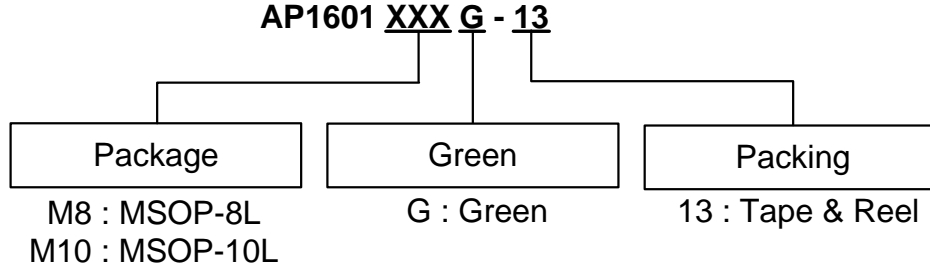 AP1601 XXX G - 13
Package
Green
Packing
M8 : MSOP-8L
M10 : MSOP-10L
G : Green
13 : Tape & Reel